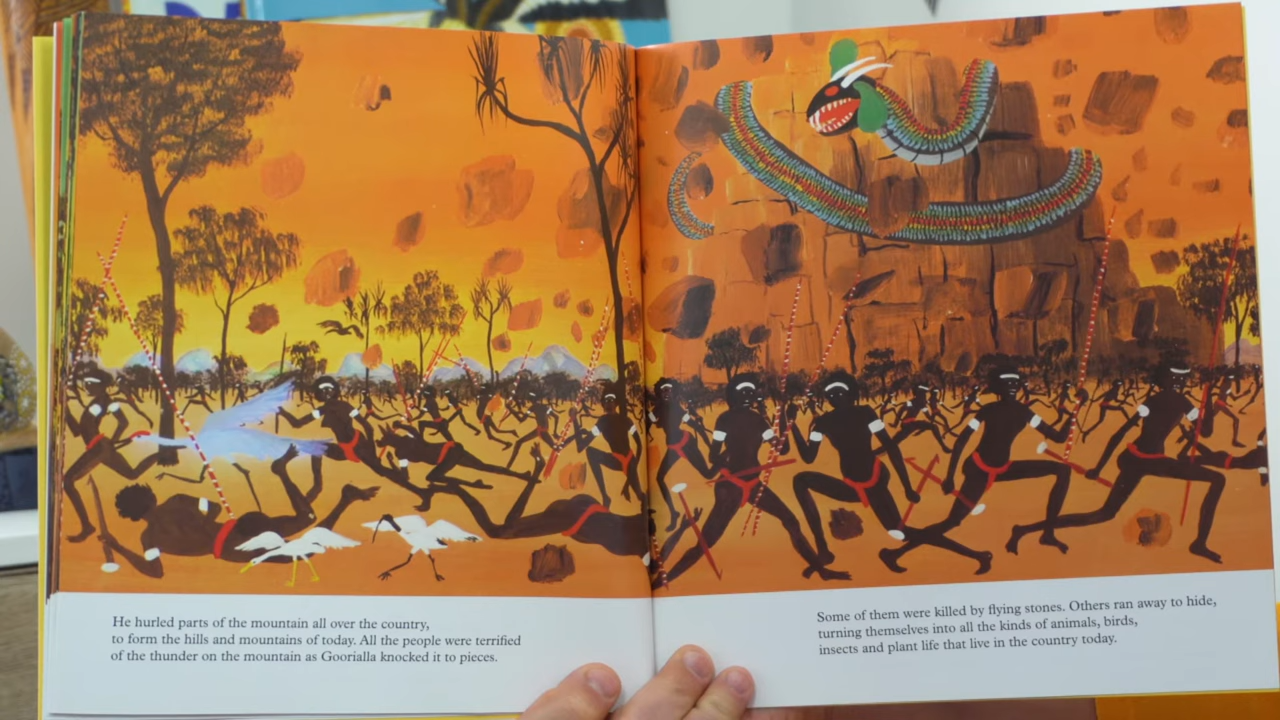 He hurled parts of the mountain all over the country,
to form the hills and mountains of today. All the people were terrified
of the thunder on the mountain as Goorialla knocked it to pieces.
Some of them were killed by flying stones. Others ran away to hide,
turning themselves into all the kinds of animals, birds,
insects and plant life that live in the country today.